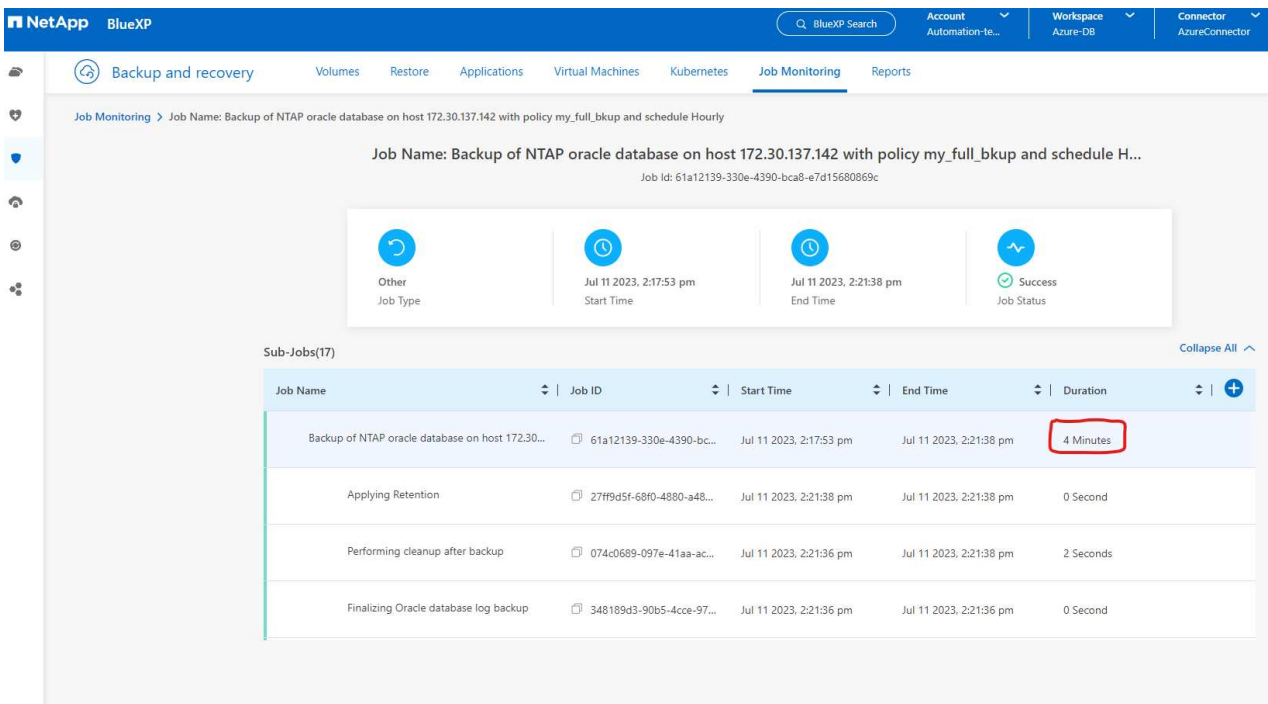 NetApp BlueXP BlueXP Search Account Workspace Connector
Automation-te... Azure-DB AzureConnector
Backup and recovery Volumes Restore Applications Virtual Machines Kubernetes Job Monitoring Reports
Job Monitoring > Job Name: Backup of NTAP oracle database on host 172.30.137.142 with policy my_full_bkup and schedule Hourly
Job Name: Backup of NTAP oracle database on host 172.30.137.142 with policy my_full_bkup and schedule H...
Job Id: 61a12139-330e-4390-bca8-e7d15680869c
Other Jul 11 2023, 2:17:53 pm Jul 11 2023, 2:21:38 pm Success
Job Type Start Time End Time Job Status
Sub-Jobs(17) Collapse All
Job Name Job ID Start Time End Time Duration
Backup of NTAP oracle database on host 172.30... 61a12139-330e-4390-bc... Jul 11 2023, 2:17:53 pm Jul 11 2023, 2:21:38 pm 4 Minutes
Applying Retention 27ff9d5f-68f0-4880-a48... Jul 11 2023, 2:21:38 pm Jul 11 2023, 2:21:38 pm 0 Second
Performing cleanup after backup 074c0689-097e-41aa-ac... Jul 11 2023, 2:21:36 pm Jul 11 2023, 2:21:38 pm 2 Seconds
Finalizing Oracle database log backup 348189d3-90b5-4cce-97... Jul 11 2023, 2:21:36 pm Jul 11 2023, 2:21:36 pm 0 Second